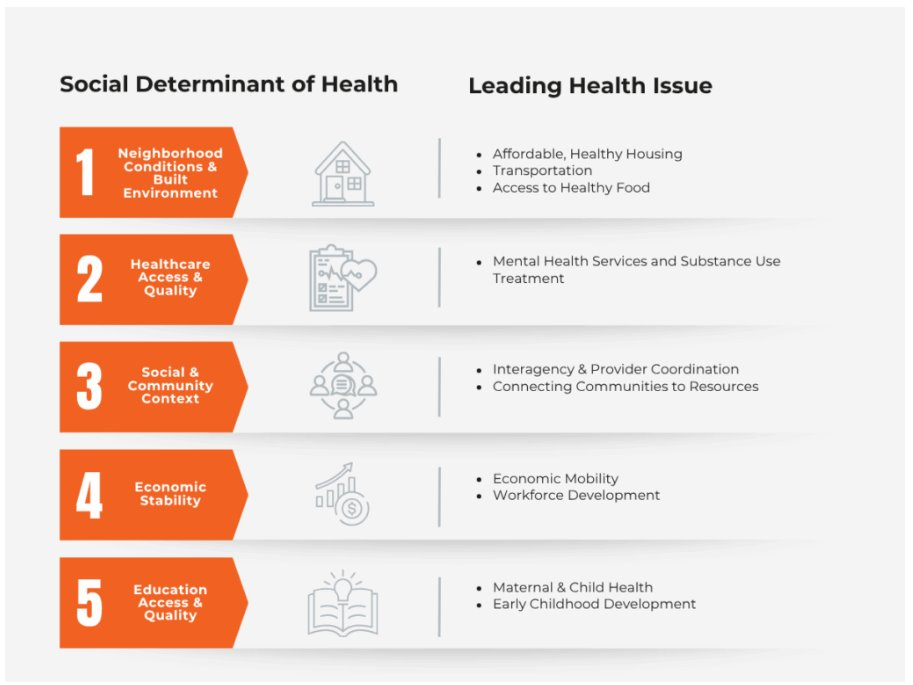 Social Determinant of Health
Leading Health Issue
1
Neighborhood
Conditions &
Built
Environment
• Affordable, Healthy Housing
• Transportation
• Access to Healthy Food
2
Healthcare
Access &
Quality
• Mental Health Services and Substance Use
Treatment
3
Social &
Community
Context
• Interagency & Provider Coordination
• Connecting Communities to Resources
4
Economic
Stability
$
• Economic Mobility
• Workforce Development
5
Education
Access &
Quality
• Maternal & Child Health
• Early Childhood Development